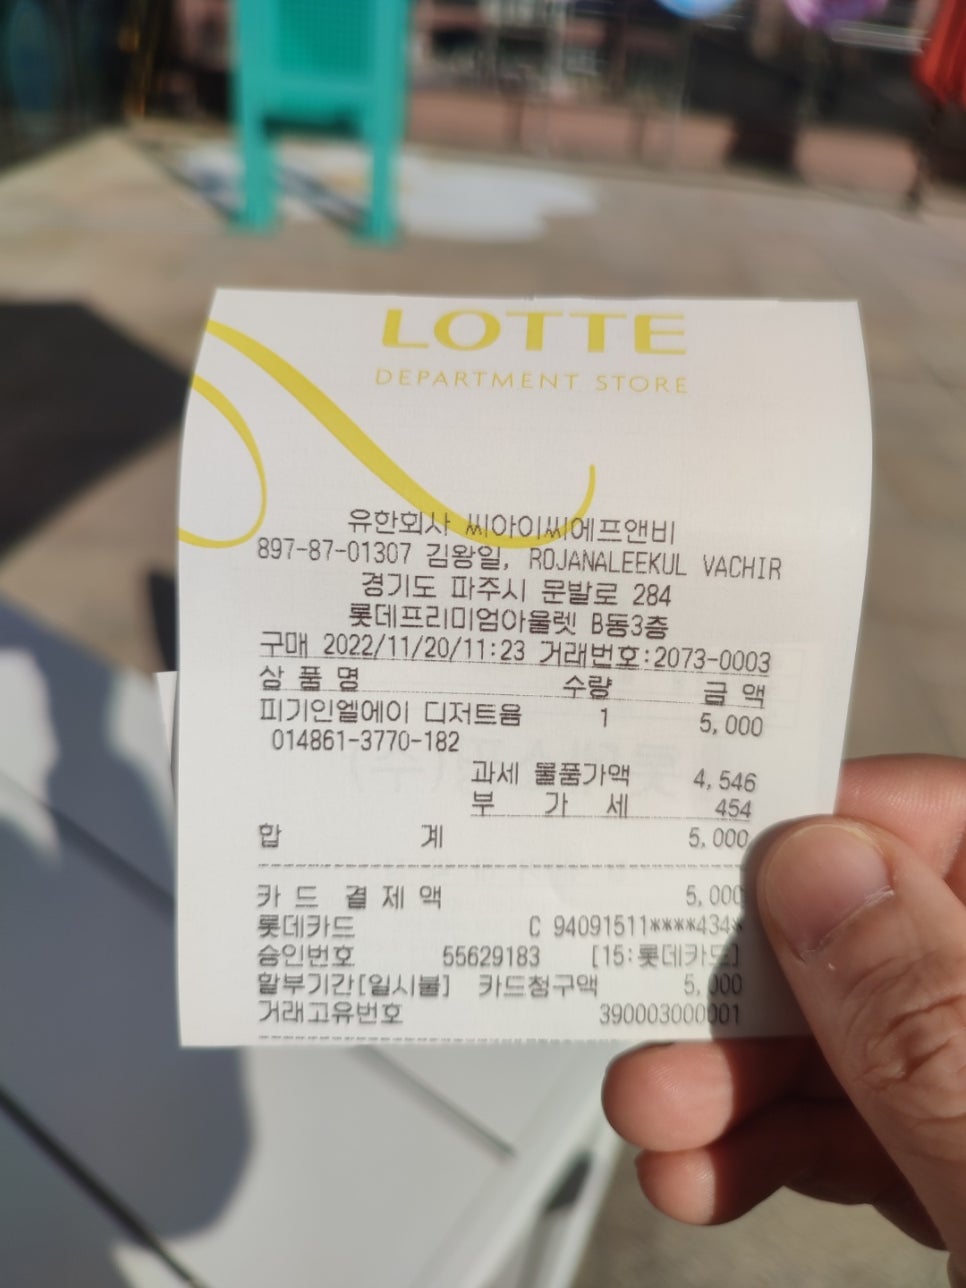 LOTTE
DEPARTMENT STORE
유한회사 씨아이씨에프앤비
897-87-01307 김왕일, ROJANALEEKUL VACHIR
경기도 파주시 문발로 284
롯데프리미엄아울렛 B동3층
구매 2022/11/20/11:23 거래번호:2073-0003
상 품 명 수량 금 액
피기인엘에이 디저트음 1 5,000
014861-3770-182
과세 물품가액 4,546
부 가 세 454
합 계 5,000
카 드 결 제 액 5,000
롯데카드 C 94091511****434*
승인번호 55629183 [15:롯데카드]
할부기간[일시불] 카드청구액 5,000
거래고유번호 390003000001